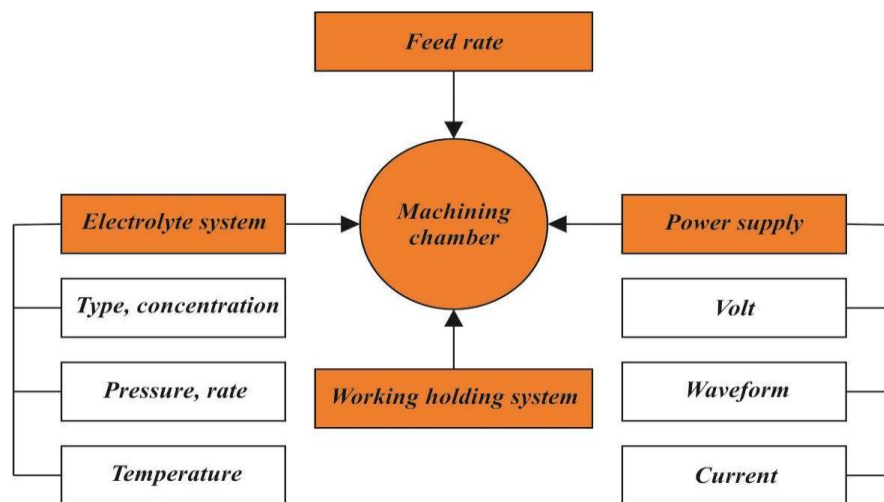 Feed rate
Electrolyte system
Machining
chamber
Power supply
Type, concentration
Volt
Pressure, rate
Working holding system
Waveform
Temperature
Current